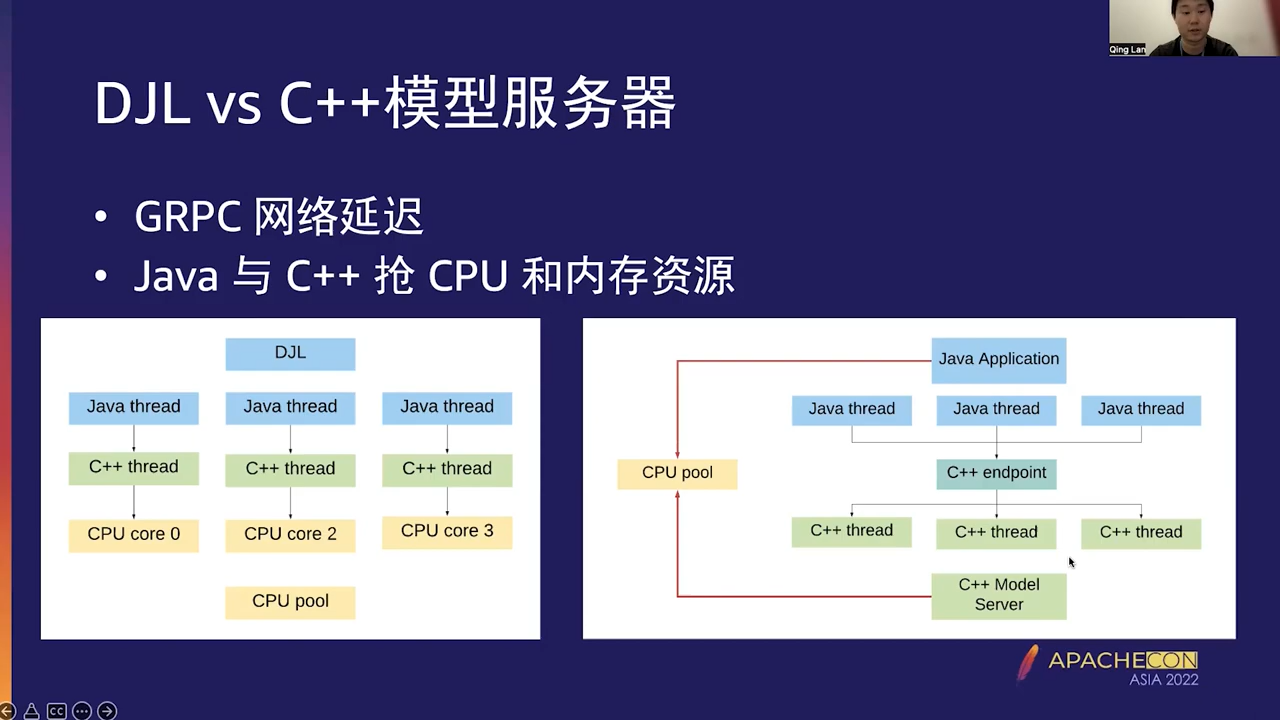 Qing Lan
DJL vs C++模型服务器
• GRPC 网络延迟
• Java 与 C++ 抢 CPU 和内存资源
DJL
Java thread
Java thread
Java thread
C++ thread
C++ thread
C++ thread
CPU core 0
CPU core 2
CPU core 3
CPU pool
Java Application
Java thread
Java thread
Java thread
CPU pool
C++ endpoint
C++ thread
C++ thread
C++ thread
C++ Model
Server
APACHECON
ASIA 2022
CC